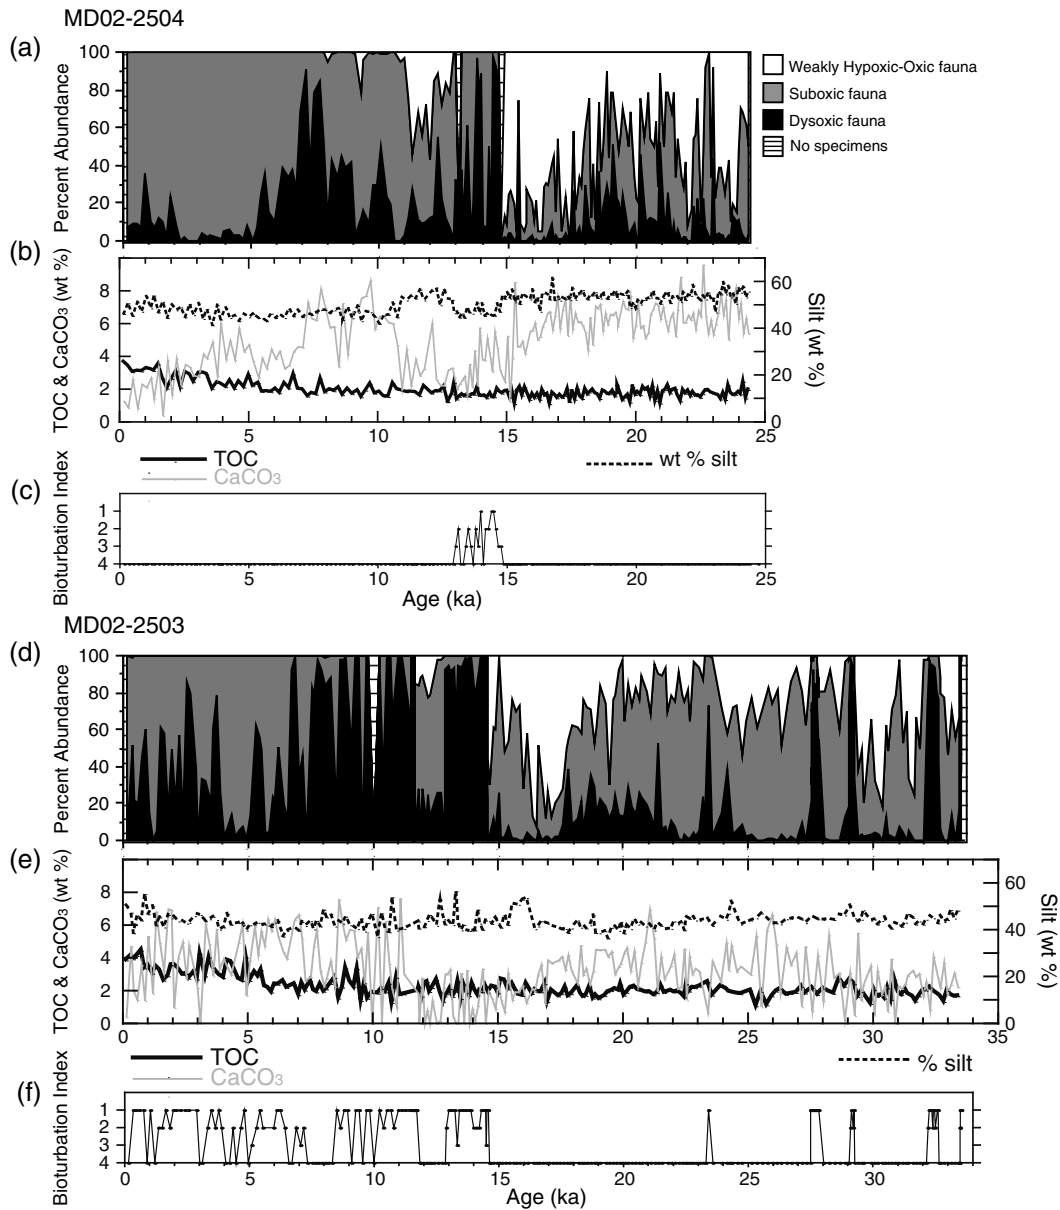 MD02-2504
(a)
Percent Abundance
100
80
60
40
20
0
Weakly Hypoxic-Oxic fauna
Suboxic fauna
Dysoxic fauna
No specimens
(b)
TOC & CaCO₃ (wt %)
8
6
4
2
0
60
40
20
0
Silt (wt %)
0 5 10 15 20 25
TOC
CaCO₃
wt % silt
(c)
Bioturbation Index
1
2
3
4
0 5 10 15 20 25
Age (ka)
MD02-2503
(d)
Percent Abundance
100
80
60
40
20
0
(e)
TOC & CaCO₃ (wt %)
8
6
4
2
0
60
40
20
0
Silt (wt %)
0 5 10 15 20 25 30 35
TOC
CaCO₃
% silt
(f)
Bioturbation Index
1
2
3
4
0 5 10 15 20 25 30
Age (ka)